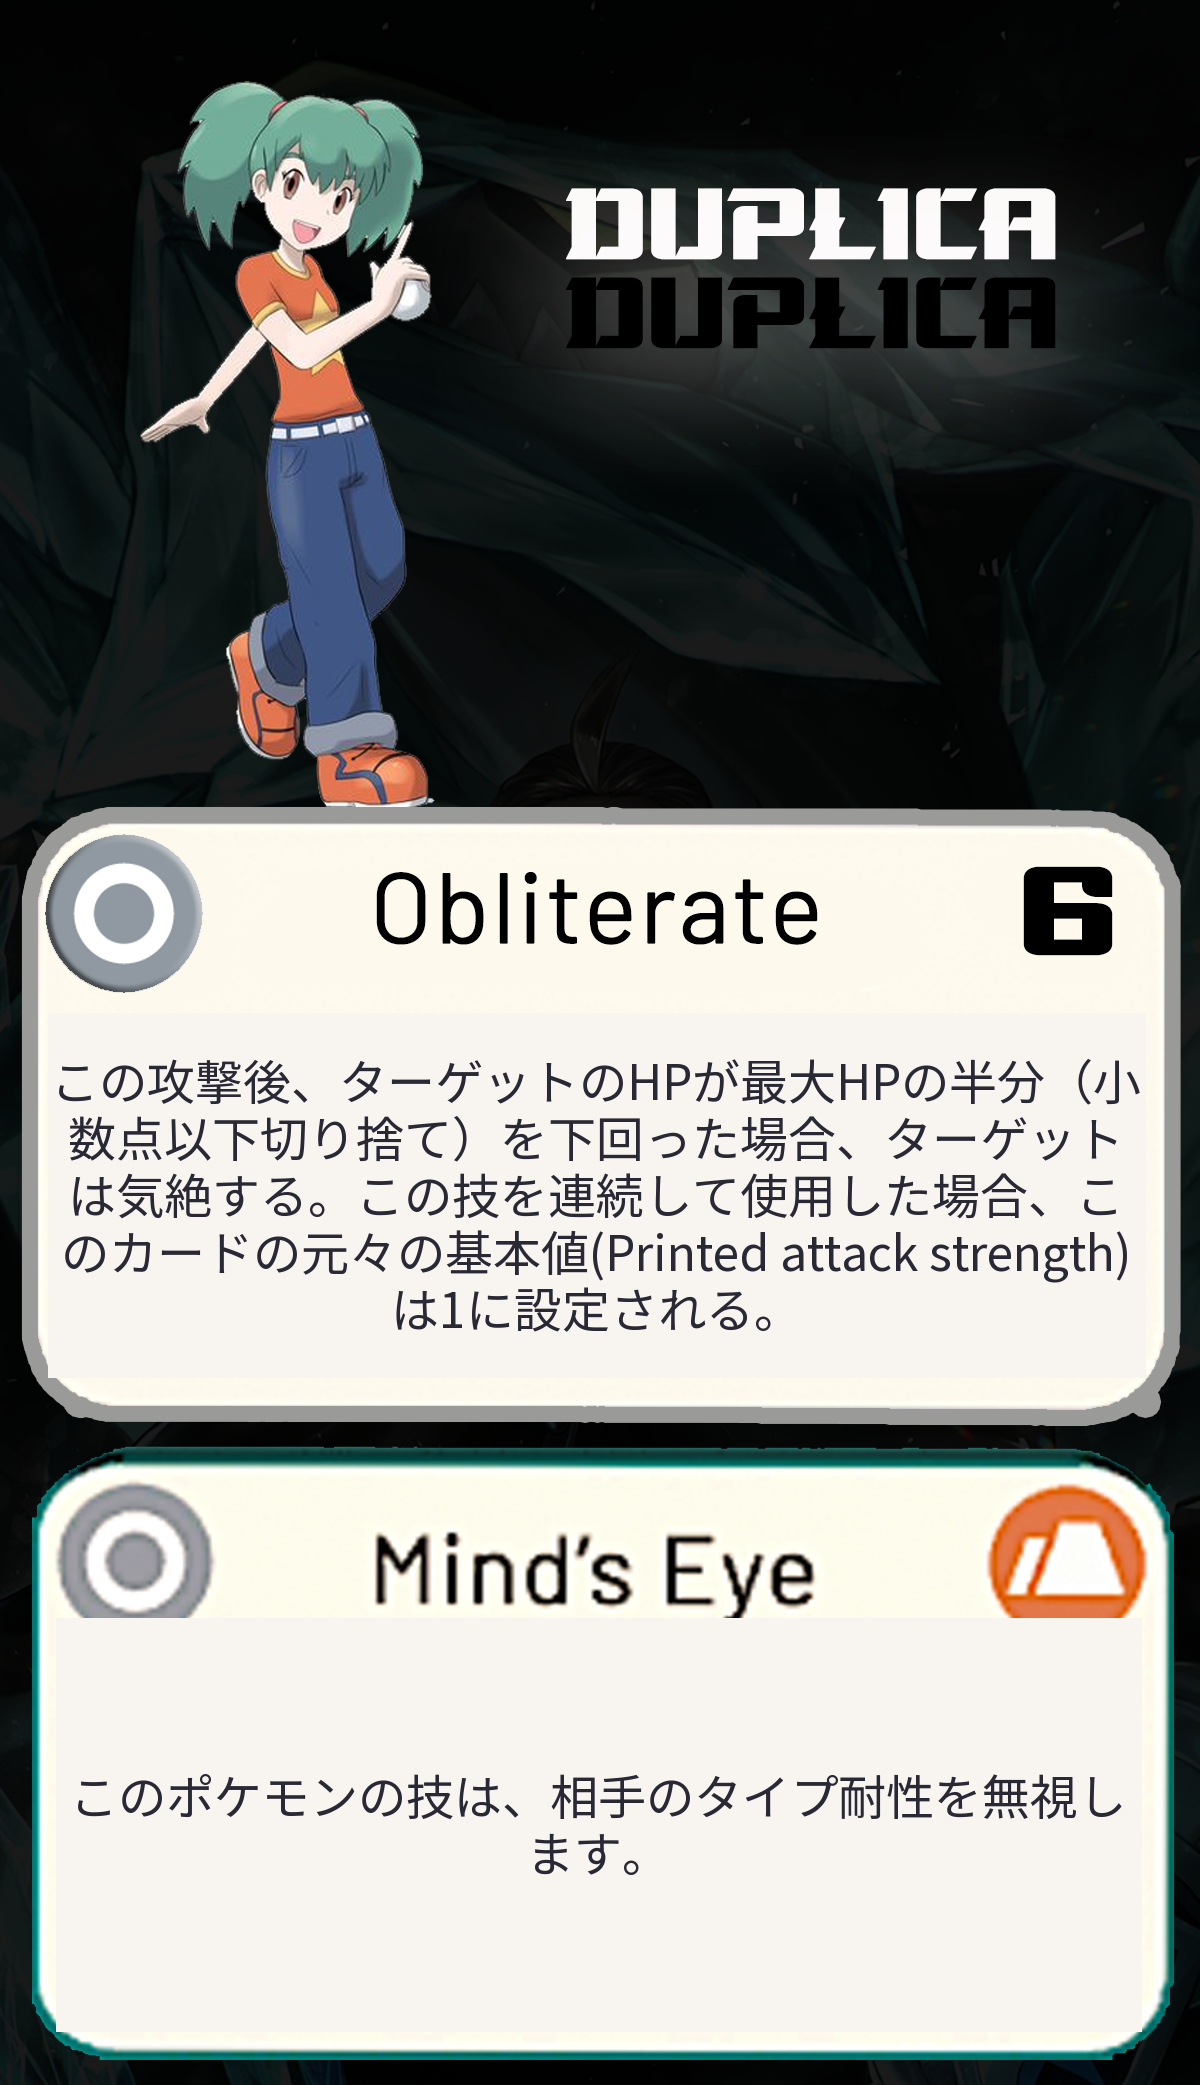 DUPLICA
DUPLICA
Obliterate
6
この攻撃後、ターゲットのHPが最大HPの半分（小
数点以下切り捨て）を下回った場合、ターゲット
は気絶する。この技を連続して使用した場合、こ
のカードの元々の基本値(Printed attack strength)
は1に設定される。
Mind's Eye
このポケモンの技は、相手のタイプ耐性を無視し
ます。